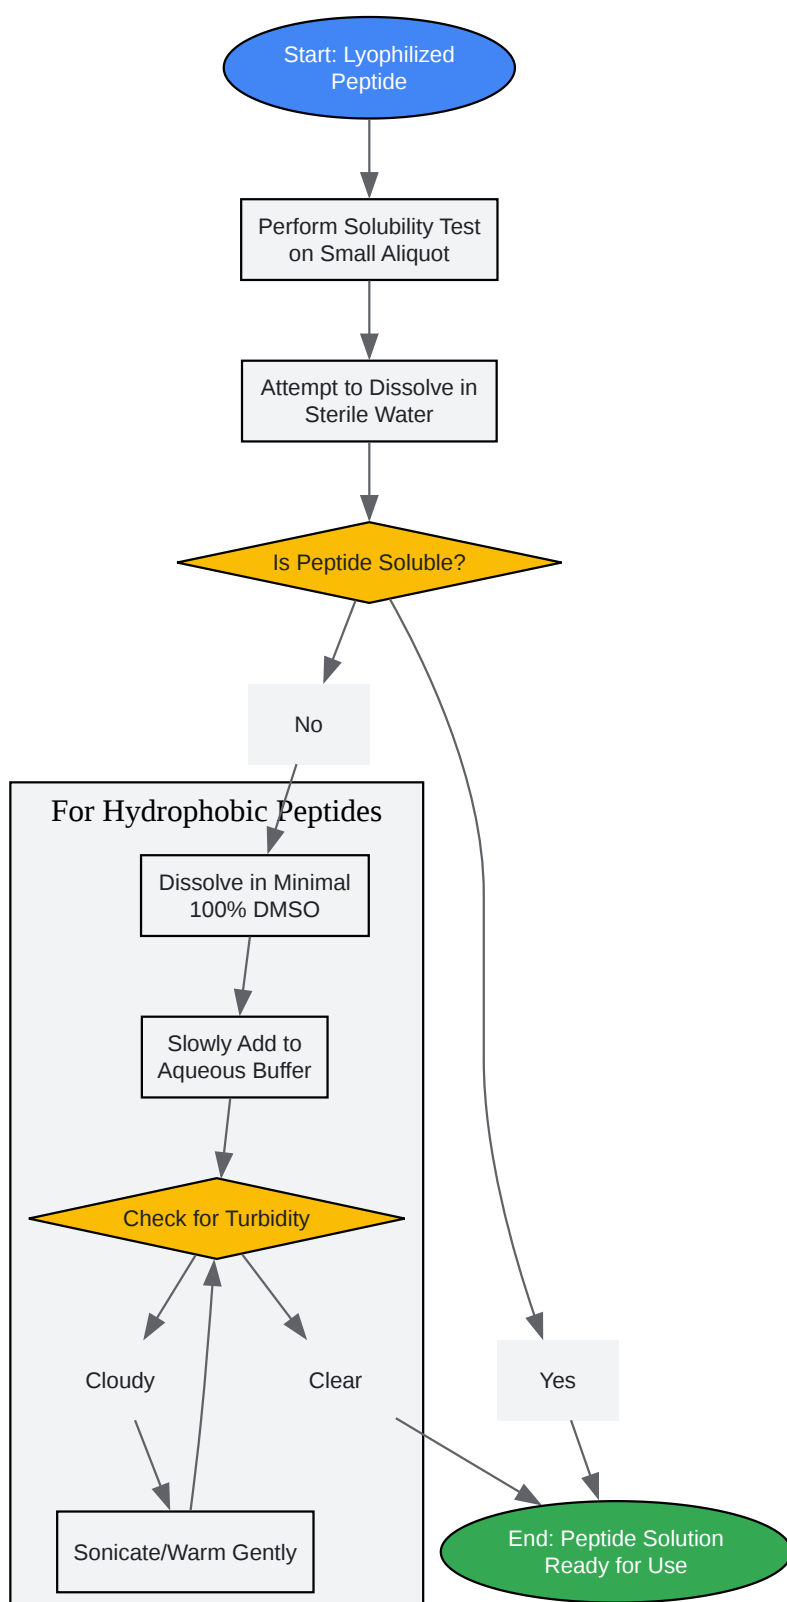 Start: Lyophilized
Peptide
Perform Solubility Test
on Small Aliquot
Attempt to Dissolve in
Sterile Water
Is Peptide Soluble?
No
For Hydrophobic Peptides
Dissolve in Minimal
100% DMSO
Slowly Add to
Aqueous Buffer
Check for Turbidity
Cloudy
Clear
Yes
Sonicate/Warm Gently
End: Peptide Solution
Ready for Use